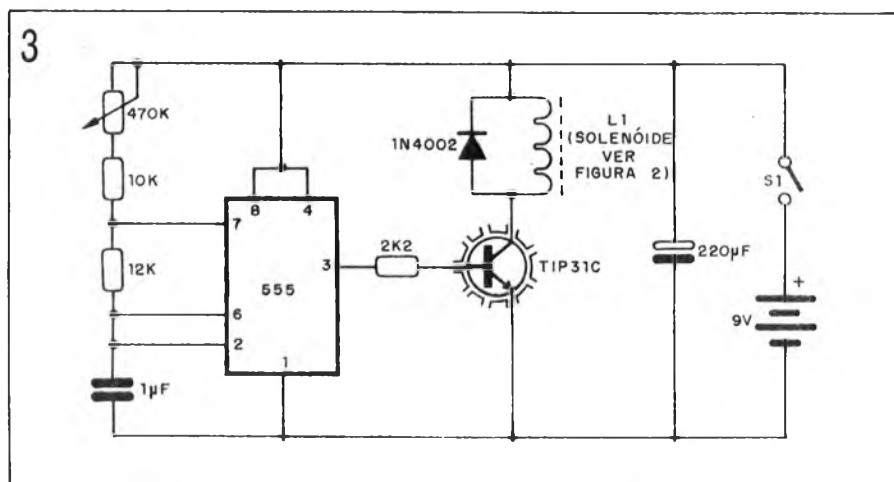 3
470K
10K
12K
1µF
7
6
2
8
4
3
1
555
2K2
1N4002
L1
(SOLENÓIDE
VER
FIGURA 2)
TIP31C
220µF
S1
+
9V